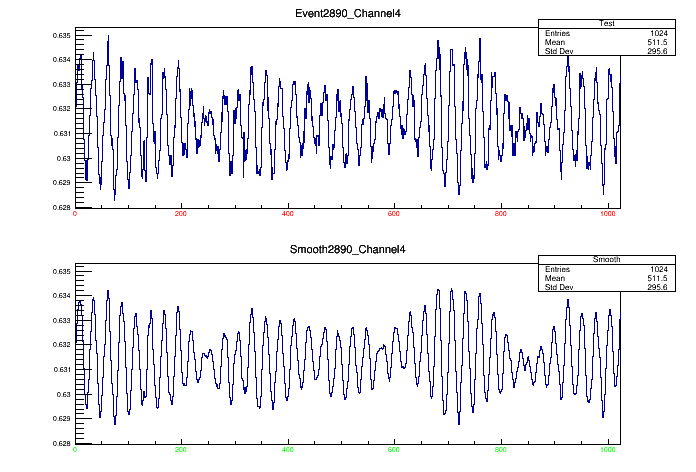 Event2890_Channel4
Test
Entries 1024
Mean 511.5
Std Dev 295.6
0.635
0.634
0.633
0.632
0.631
0.63
0.629
0.628
0 200 400 600 800 1000
Smooth2890_Channel4
Smooth
Entries 1024
Mean 511.5
Std Dev 295.6
0.635
0.634
0.633
0.632
0.631
0.63
0.629
0.628
0 200 400 600 800 1000